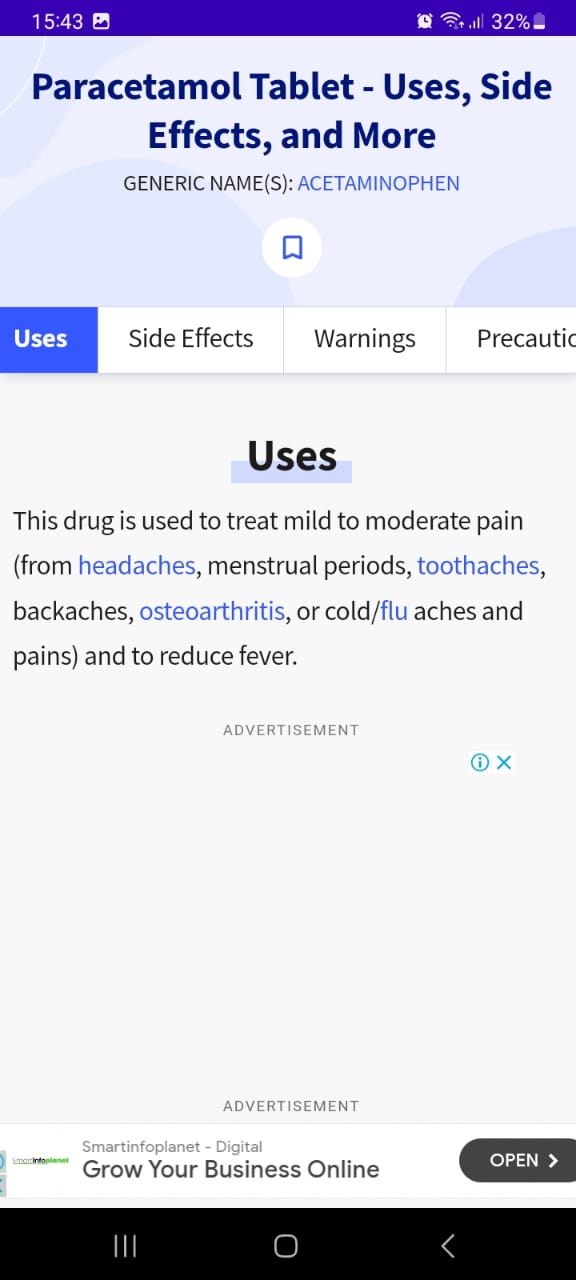 15:43
32%
Paracetamol Tablet - Uses, Side
Effects, and More
GENERIC NAME(S): ACETAMINOPHEN
Uses
Side Effects
Warnings
Precautic
Uses
This drug is used to treat mild to moderate pain
(from headaches, menstrual periods, toothaches,
backaches, osteoarthritis, or cold/flu aches and
pains) and to reduce fever.
ADVERTISEMENT
ADVERTISEMENT
Smartinfoplanet - Digital
smartinfoplanet
Grow Your Business Online
OPEN